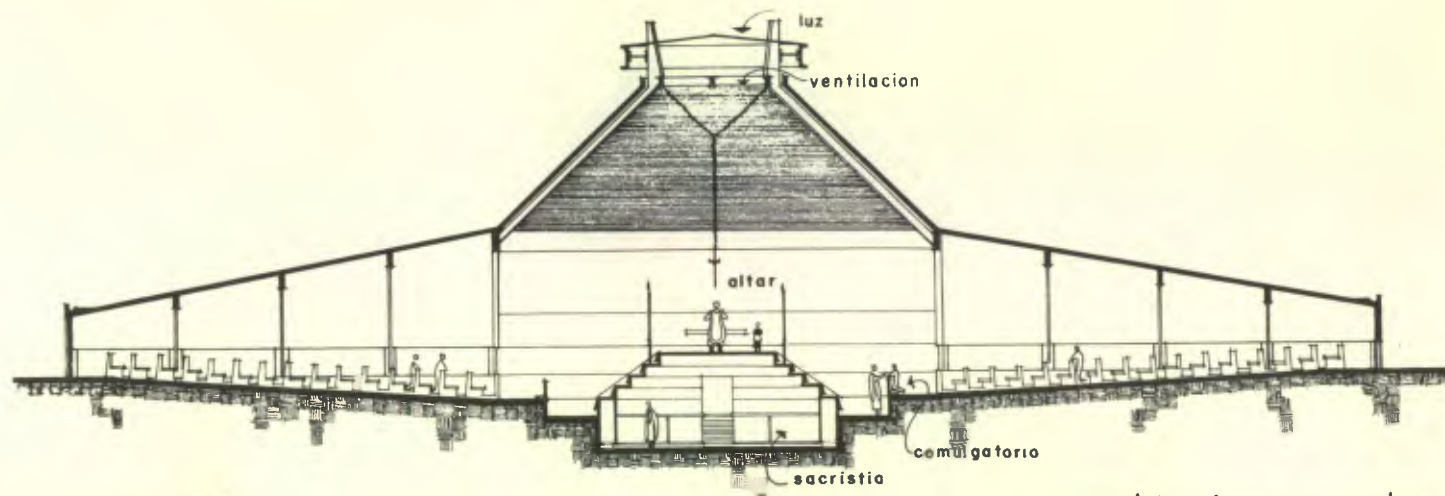 luz
ventilacion
altar
comulgatorio
sacristia